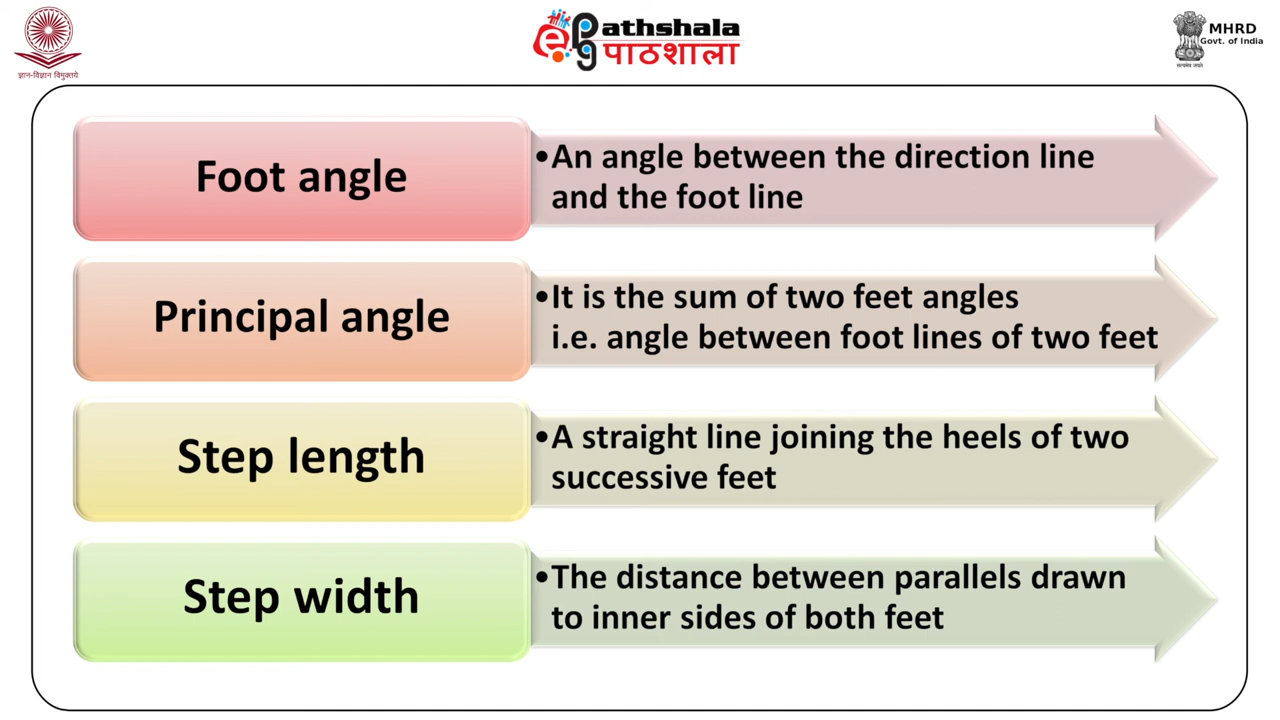 ज्ञान-विज्ञान विमुक्तये
ePathshala
पाठशाला
MHRD
Govt. of India
सत्यमेव जयते
Foot angle
•An angle between the direction line
and the foot line
Principal angle
•It is the sum of two feet angles
i.e. angle between foot lines of two feet
Step length
•A straight line joining the heels of two
successive feet
Step width
•The distance between parallels drawn
to inner sides of both feet